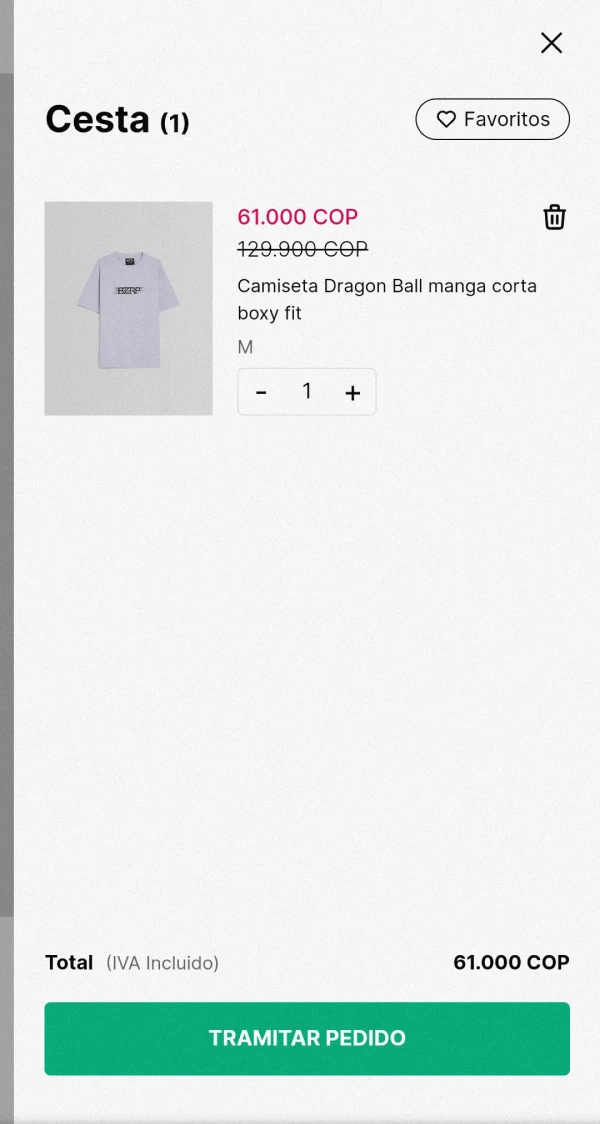 Cesta (1)
Favoritos
61.000 COP
129.900 COP
Camiseta Dragon Ball manga corta
boxy fit
M
- 1 +
BZRP
Total (IVA Incluido) 61.000 COP
TRAMITAR PEDIDO